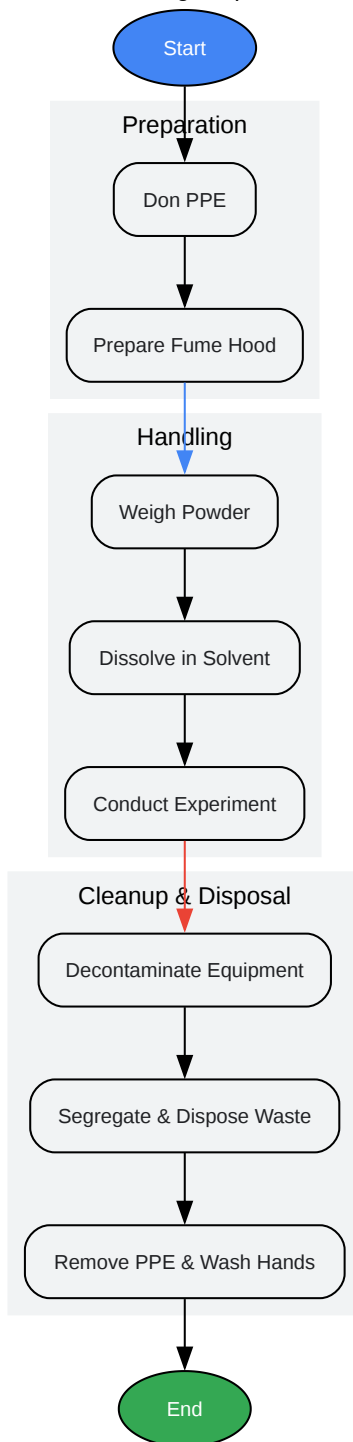 Start
Preparation
Don PPE
Prepare Fume Hood
Handling
Weigh Powder
Dissolve in Solvent
Conduct Experiment
Cleanup & Disposal
Decontaminate Equipment
Segregate & Dispose Waste
Remove PPE & Wash Hands
End